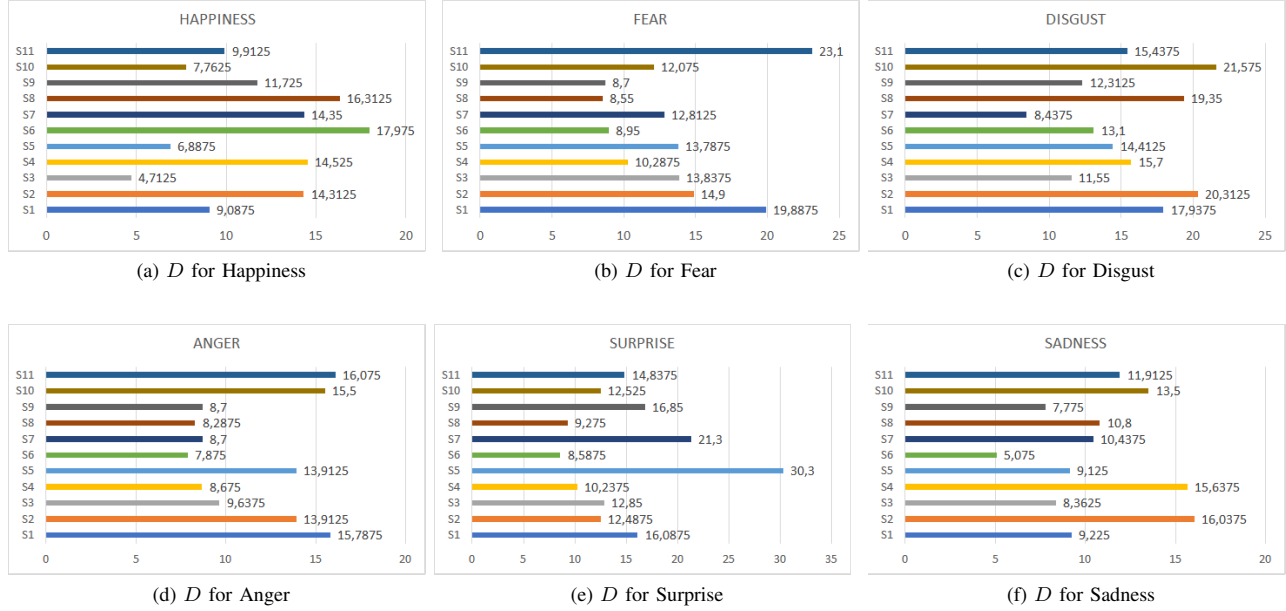 HAPPINESS
S11 9,9125
S10 7,7625
S9 11,725
S8 16,3125
S7 14,35
S6 17,975
S5 6,8875
S4 14,525
S3 4,7125
S2 14,3125
S1 9,0875
0 5 10 15 20
(a) D for Happiness
FEAR
S11 23,1
S10 12,075
S9 8,7
S8 8,55
S7 12,8125
S6 8,95
S5 13,7875
S4 10,2875
S3 13,8375
S2 14,9
S1 19,8875
0 5 10 15 20 25
(b) D for Fear
DISGUST
S11 15,4375
S10 21,575
S9 12,3125
S8 19,35
S7 8,4375
S6 13,1
S5 14,4125
S4 15,7
S3 11,55
S2 20,3125
S1 17,9375
0 5 10 15 20 25
(c) D for Disgust
ANGER
S11 16,075
S10 15,5
S9 8,7
S8 8,2875
S7 8,7
S6 7,875
S5 13,9125
S4 8,675
S3 9,6375
S2 13,9125
S1 15,7875
0 5 10 15 20
(d) D for Anger
SURPRISE
S11 14,8375
S10 12,525
S9 16,85
S8 9,275
S7 21,3
S6 8,5875
S5 30,3
S4 10,2375
S3 12,85
S2 12,4875
S1 16,0875
0 5 10 15 20 25 30 35
(e) D for Surprise
SADNESS
S11 11,9125
S10 13,5
S9 7,775
S8 10,8
S7 10,4375
S6 5,075
S5 9,125
S4 15,6375
S3 8,3625
S2 16,0375
S1 9,225
0 5 10 15 20
(f) D for Sadness